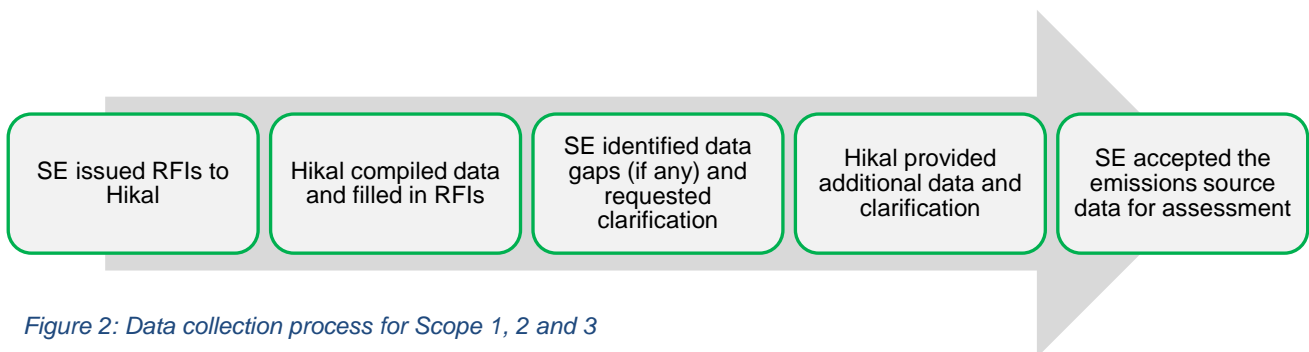 SE issued RFIs to
Hikal
Hikal compiled data
and filled in RFIs
SE identified data
gaps (if any) and
requested
clarification
Hikal provided
additional data and
clarification
SE accepted the
emissions source
data for assessment
Figure 2: Data collection process for Scope 1, 2 and 3